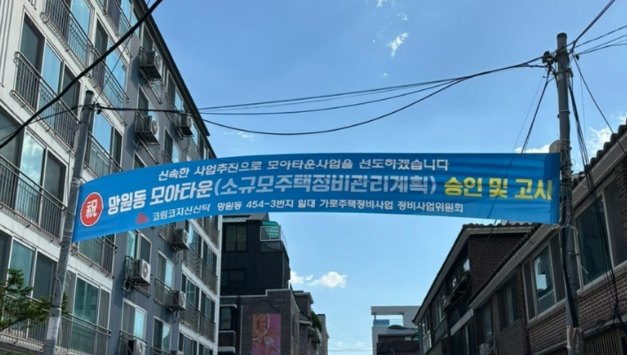 신속한 사업추진으로 모아타운사업을 선도하겠습니다
祝 망원동 모아타운(소규모주택정비관리계획) 승인 및 고시
코람코자산신탁 망원동 454-3번지 일대 가로주택정비사업 정비사업위원회